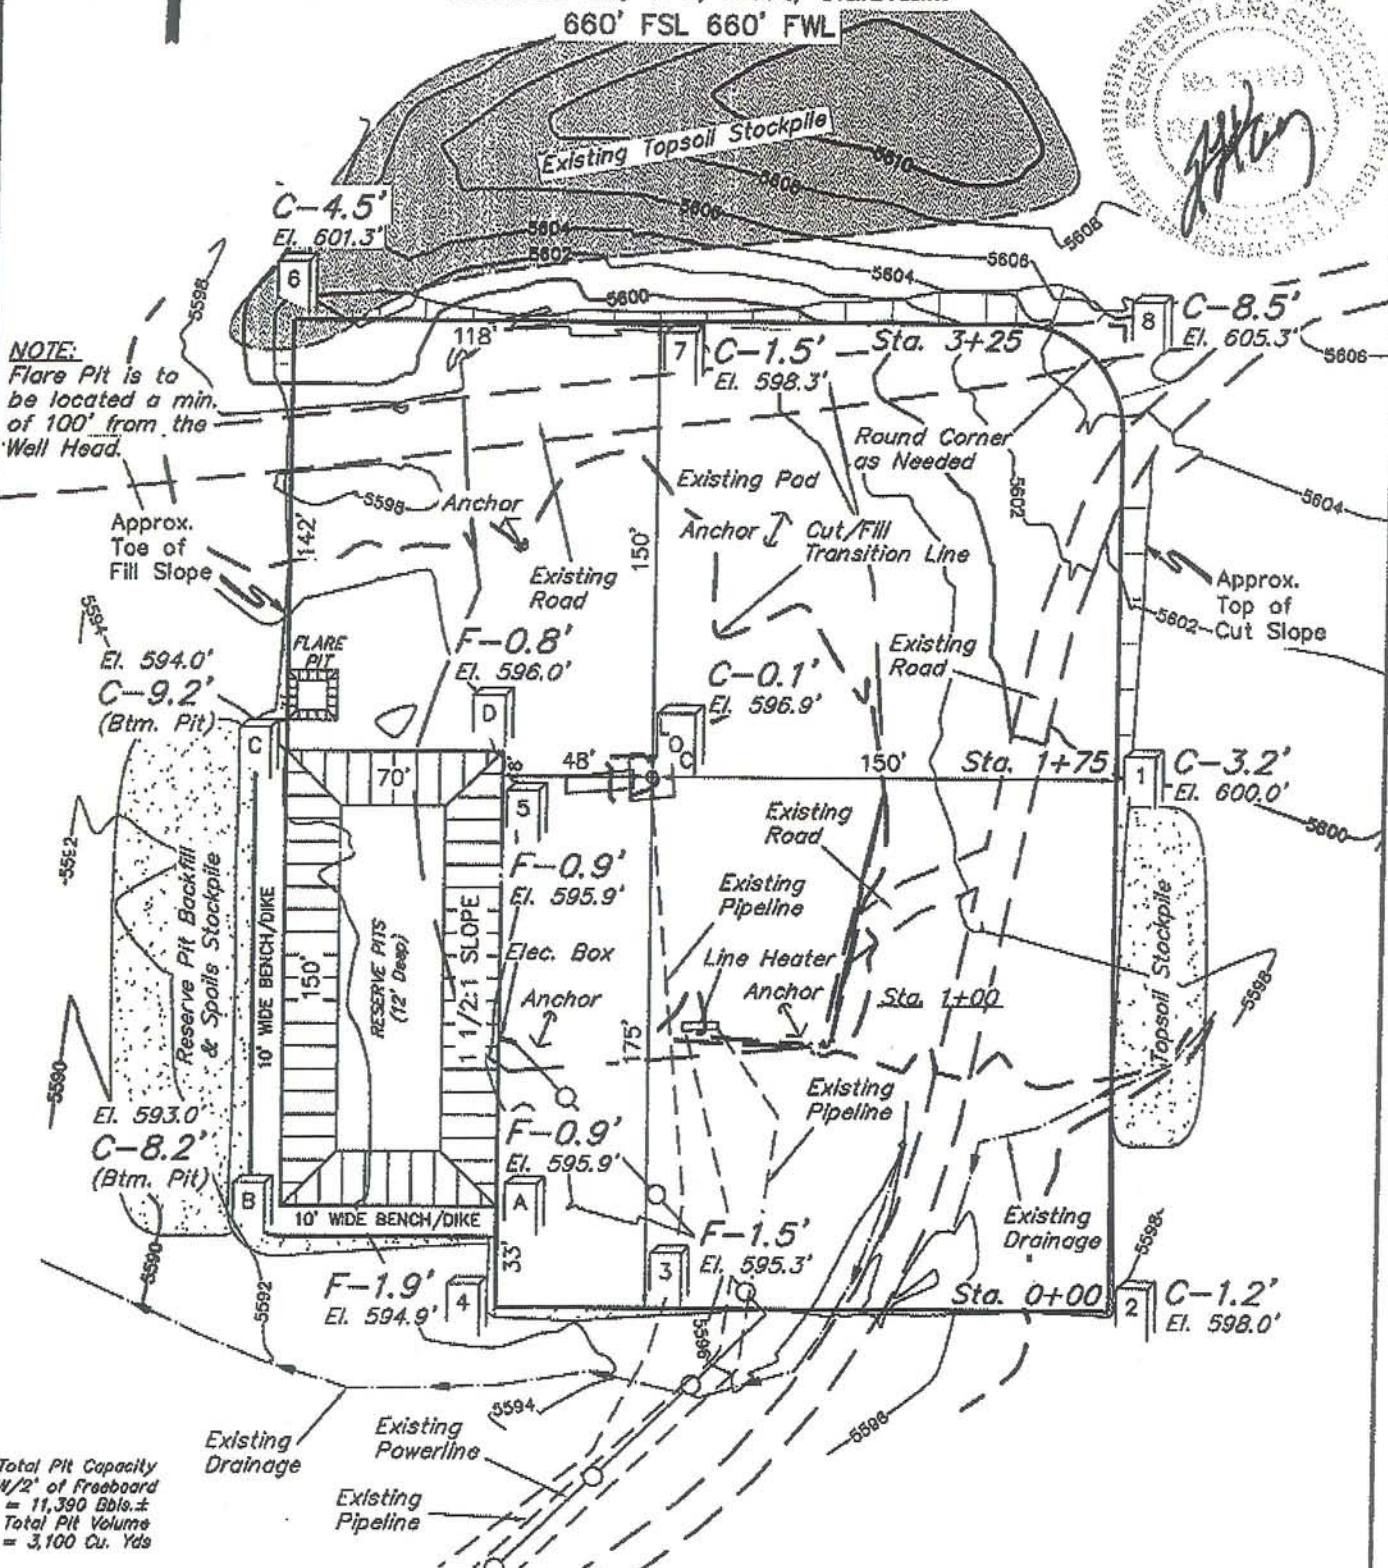 660' FSL 660' FWL
Existing Topsoil Stockpile
5610
5608
5606
5604
5602
5600
C-4.5'
El. 601.3'
6
5598
5608
5606
5604
8
C-8.5'
El. 605.3'
5606
NOTE:
Flare Pit is to
be located a min.
of 100' from the
Well Head.
118'
7
C-1.5'
El. 598.3'
Sta. 3+25
Round Corner
as Needed
5602
5604
Existing Pad
5598
Anchor
Anchor
Cut/Fill
Transition Line
142'
150'
Approx.
Toe of
Fill Slope
Existing
Road
Approx.
Top of
Cut Slope
5602
5594
El. 594.0'
C-9.2'
(Btm. Pit)
FLARE
PIT
F-0.8'
El. 596.0'
Existing
Road
C-0.1'
El. 596.9'
C
D
70'
8'
48'
150'
Sta. 1+75
1
C-3.2'
El. 600.0'
5600
5
F-0.9'
El. 595.9'
Existing
Road
Existing
Pipeline
5592
Reserve Pit Backfill
& Spoils Stockpile
10' WIDE BENCH/DIKE
150'
RESERVE PITS
(12' Deep)
1 1/2:1 SLOPE
Elec. Box
Anchor
Line Heater
Anchor
Sta. 1+00
Topsoil Stockpile
5598
175'
5590
El. 593.0'
C-8.2'
(Btm. Pit)
Existing
Pipeline
F-0.9'
El. 595.9'
B
A
10' WIDE BENCH/DIKE
33'
Existing
Drainage
5598
F-1.5'
El. 595.3'
3
5590
5592
F-1.9'
El. 594.9'
4
Sta. 0+00
2
C-1.2'
El. 598.0'
5596
5594
5596
Existing
Drainage
Existing
Powerline
Existing
Pipeline
Total Pit Capacity
W/2' of Freeboard
= 11,390 Bbls.±
Total Pit Volume
= 3,100 Cu. Yds
REGISTERED LAND